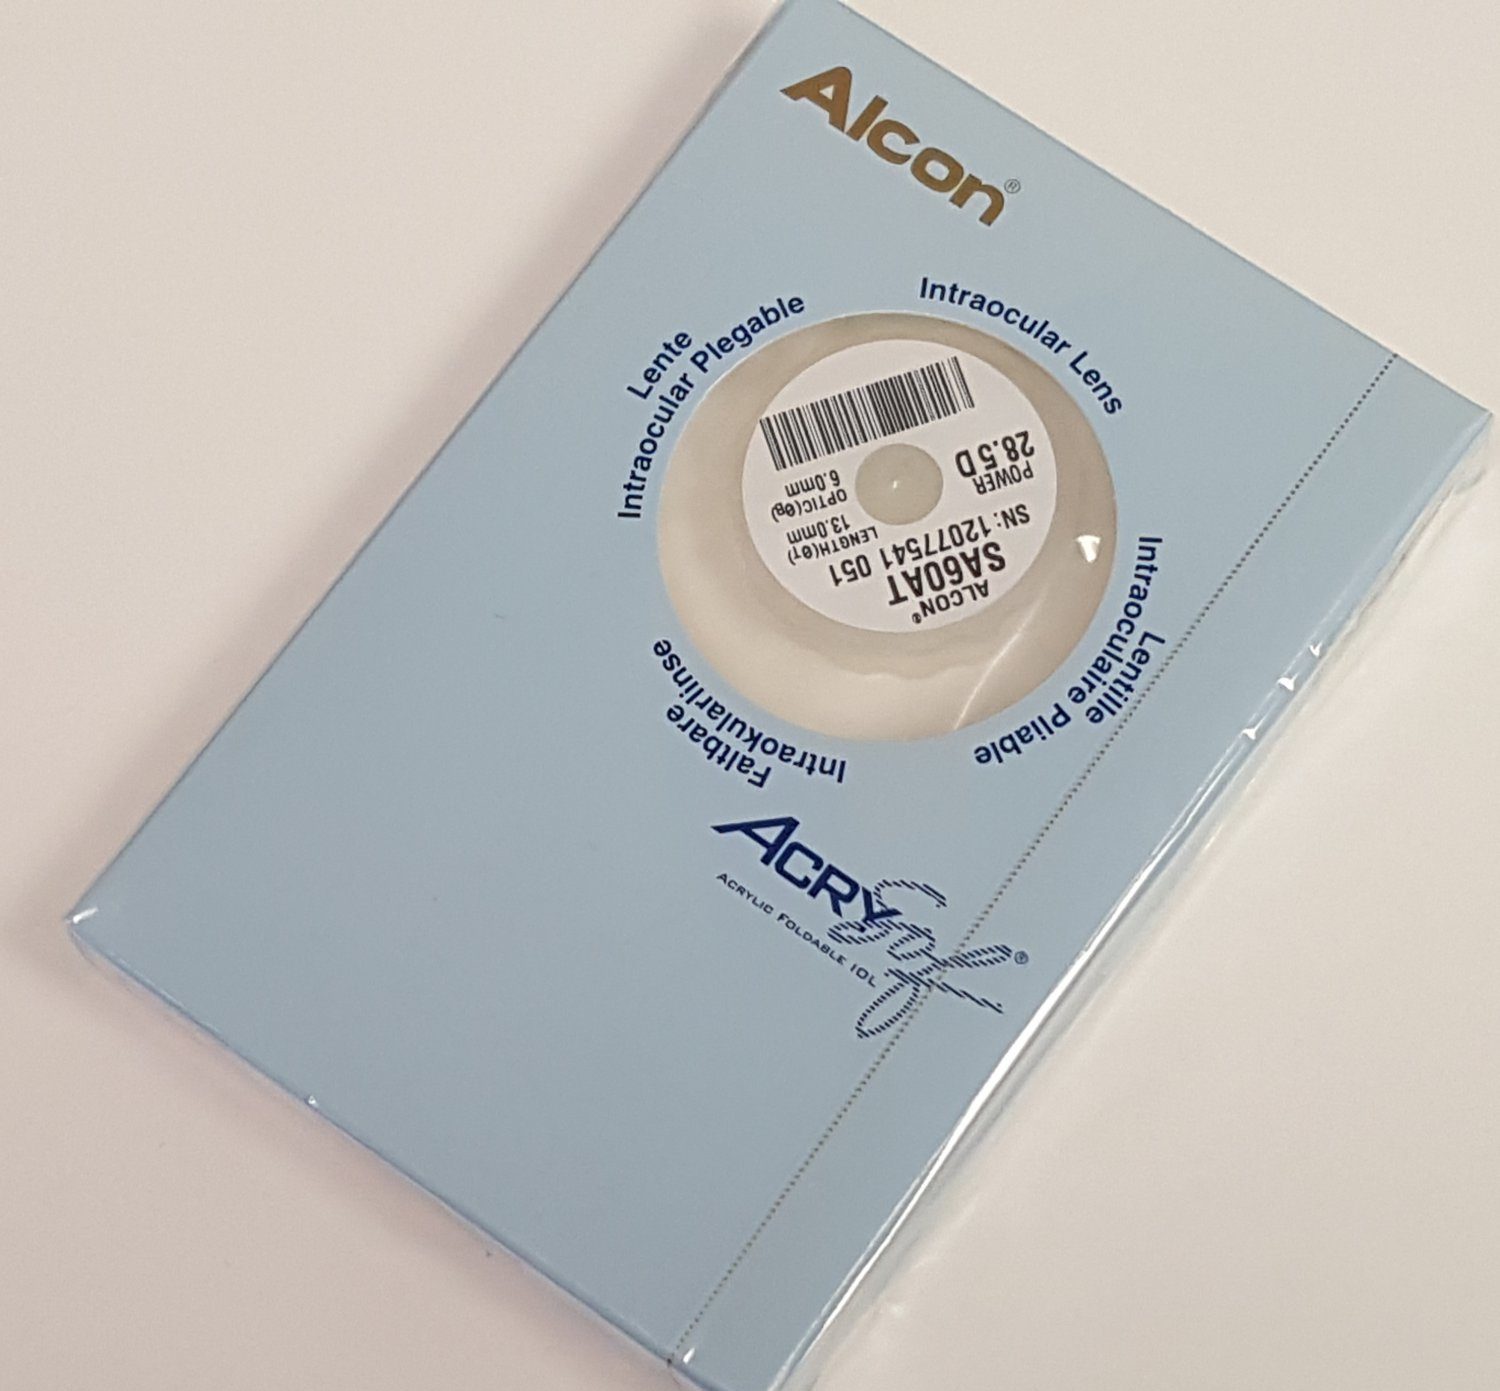 Alcon®
Intraocular Lens
Lente
Intraocular Plegable
ALCON®
SA60AT
SN: 12077541 051
LENGTH(ØT)
13.0mm
POWER
28.5 D
OPTIC(ØB)
6.0mm
Lentille
Intraoculaire Pliable
Faltbare
Intraokularlinse
ACRYSof®
ACRYLIC FOLDABLE IOL